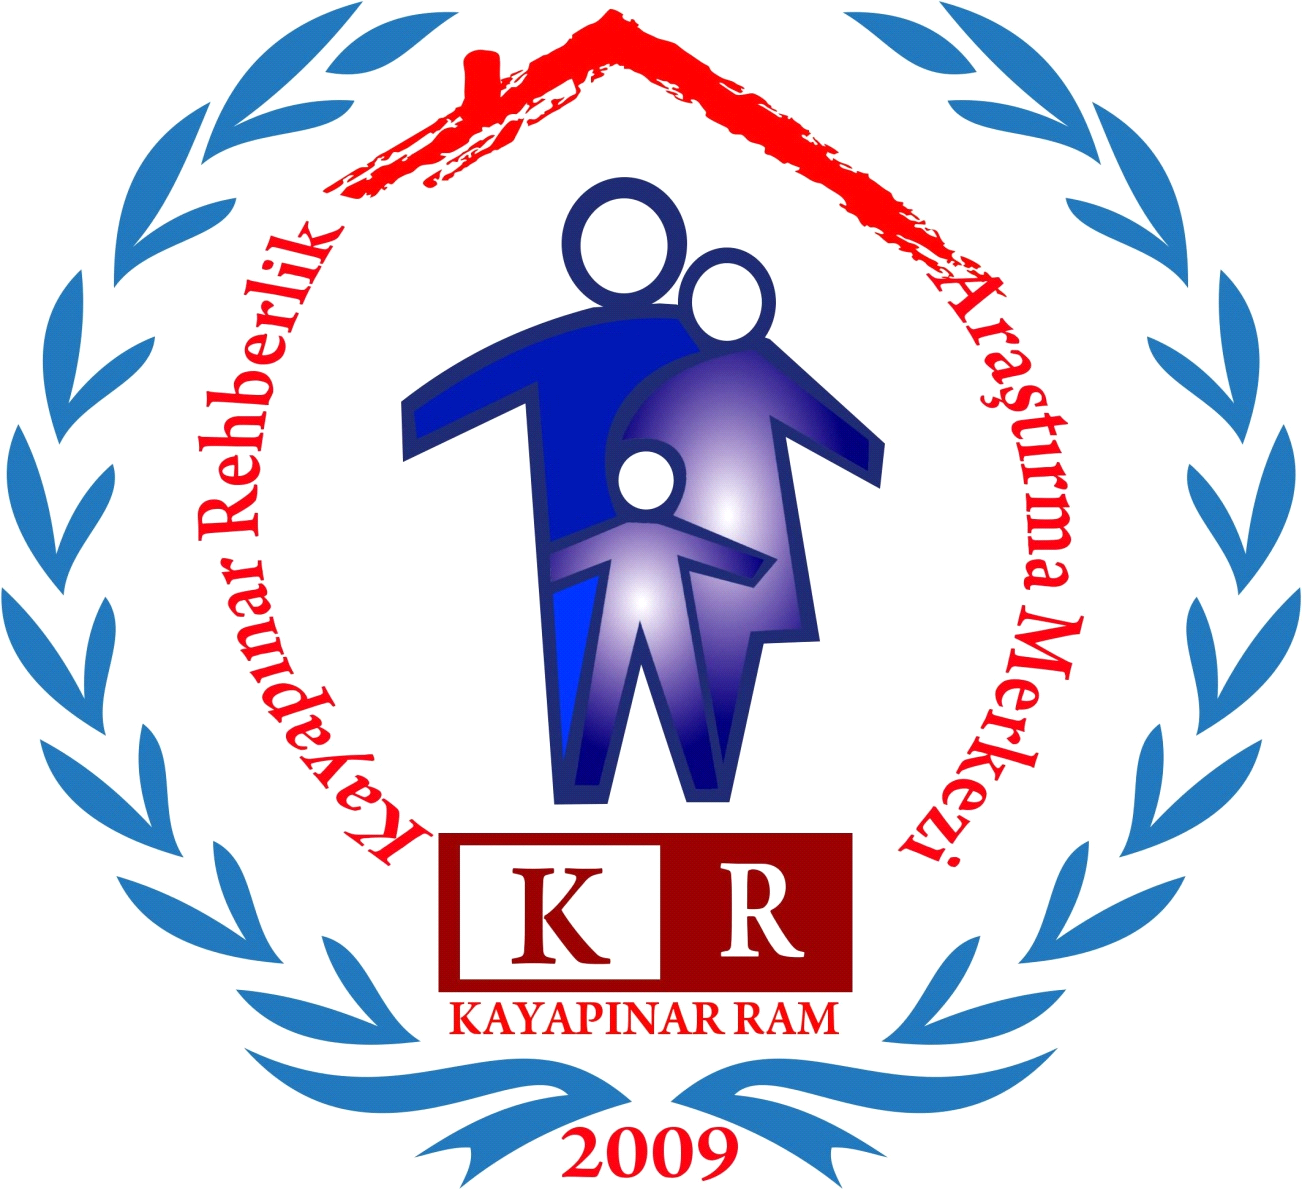 Kayapınar Rehberlik
Araştırma Merkezi
K R
KAYAPINAR RAM
2009